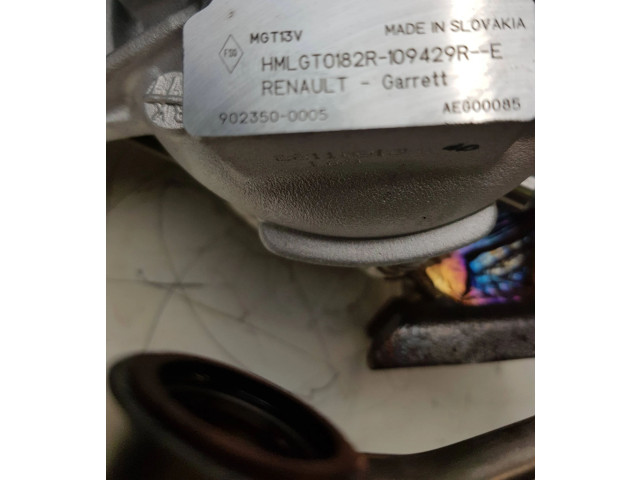 MGT13V MADE IN SLOVAKIA
HMLGT0182R-109429R--E
RENAULT - Garrett
902350-0005 AE600085